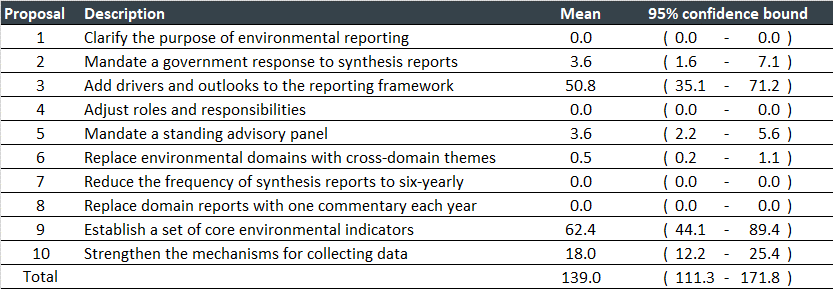 Proposal Description Mean 95% confidence bound
1 Clarify the purpose of environmental reporting 0.0 ( 0.0 - 0.0 )
2 Mandate a government response to synthesis reports 3.6 ( 1.6 - 7.1 )
3 Add drivers and outlooks to the reporting framework 50.8 ( 35.1 - 71.2 )
4 Adjust roles and responsibilities 0.0 ( 0.0 - 0.0 )
5 Mandate a standing advisory panel 3.6 ( 2.2 - 5.6 )
6 Replace environmental domains with cross-domain themes 0.5 ( 0.2 - 1.1 )
7 Reduce the frequency of synthesis reports to six-yearly 0.0 ( 0.0 - 0.0 )
8 Replace domain reports with one commentary each year 0.0 ( 0.0 - 0.0 )
9 Establish a set of core environmental indicators 62.4 ( 44.1 - 89.4 )
10 Strengthen the mechanisms for collecting data 18.0 ( 12.2 - 25.4 )
Total 139.0 ( 111.3 - 171.8 )